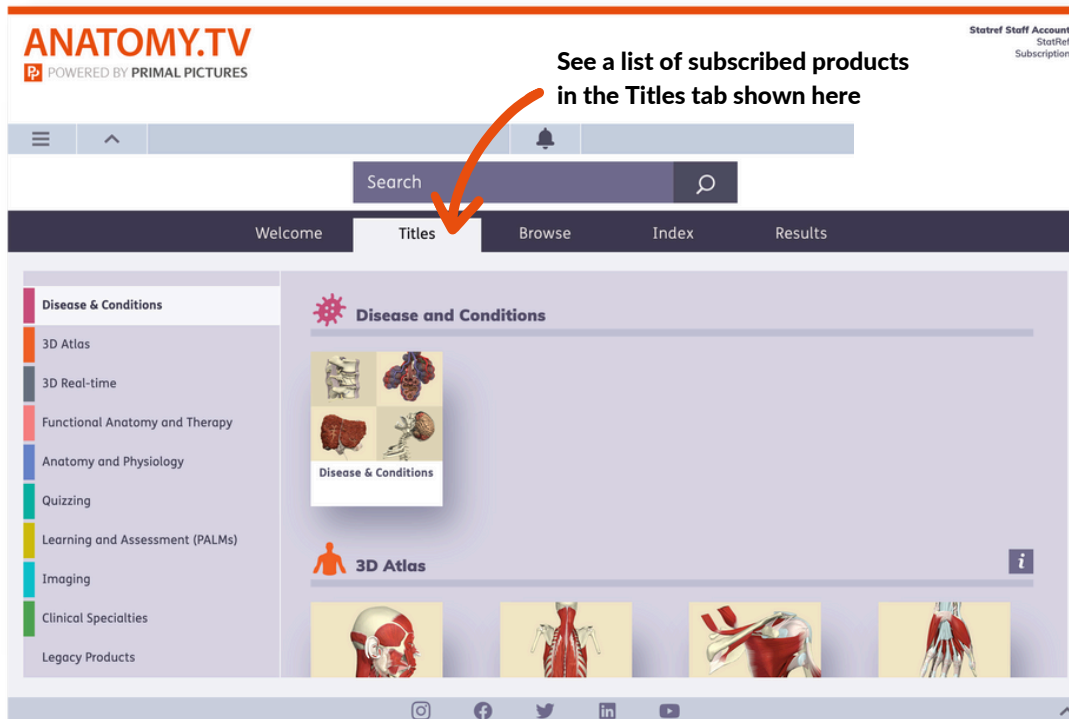 ANATOMY.TV
POWERED BY PRIMAL PICTURES
Statref Staff Account
StatRef
Subscription
See a list of subscribed products
in the Titles tab shown here
Search
Welcome
Titles
Browse
Index
Results
Disease & Conditions
3D Atlas
3D Real-time
Functional Anatomy and Therapy
Anatomy and Physiology
Quizzing
Learning and Assessment (PALMs)
Imaging
Clinical Specialties
Legacy Products
Disease and Conditions
Disease & Conditions
3D Atlas
i